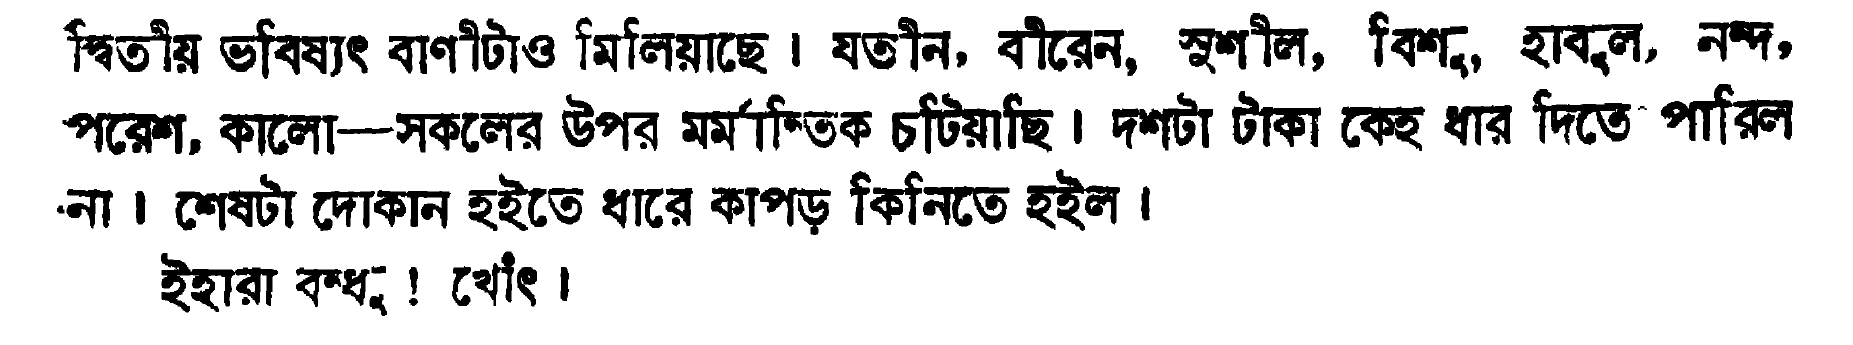 দ্বিতীয় ভবিষ্যৎ বাণীটাও মিলিয়াছে। যতীন, বীরেন, সুশীল, বিশু, হাবুল, নন্দ,
পরেশ, কালো—সকলের উপর মর্মান্তিক চটিয়াছি। দশটা টাকা কেহ ধার দিতে পারিল
না। শেষটা দোকান হইতে ধারে কাপড় কিনিতে হইল।
ইহারা বন্ধু! খোঁৎ।